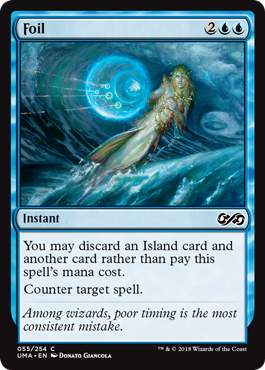 Foil 2
Instant
You may discard an Island card and
another card rather than pay this
spell's mana cost.
Counter target spell.
Among wizards, poor timing is the most
consistent mistake.
055/254 C
UMA • EN Donato Giancola ™ & © 2018 Wizards of the Coast